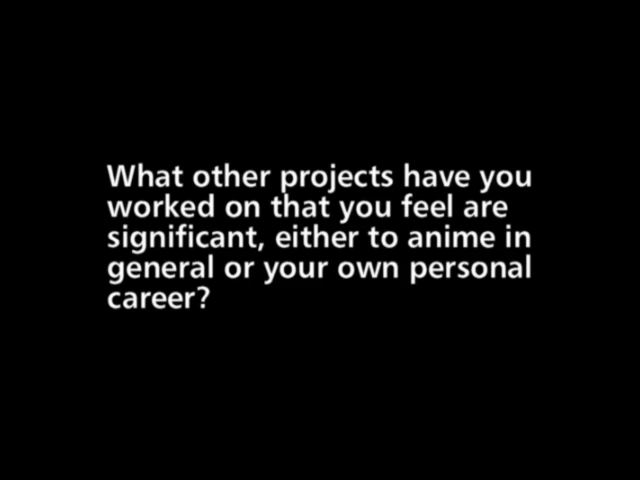 What other projects have you
worked on that you feel are
significant, either to anime in
general or your own personal
career?